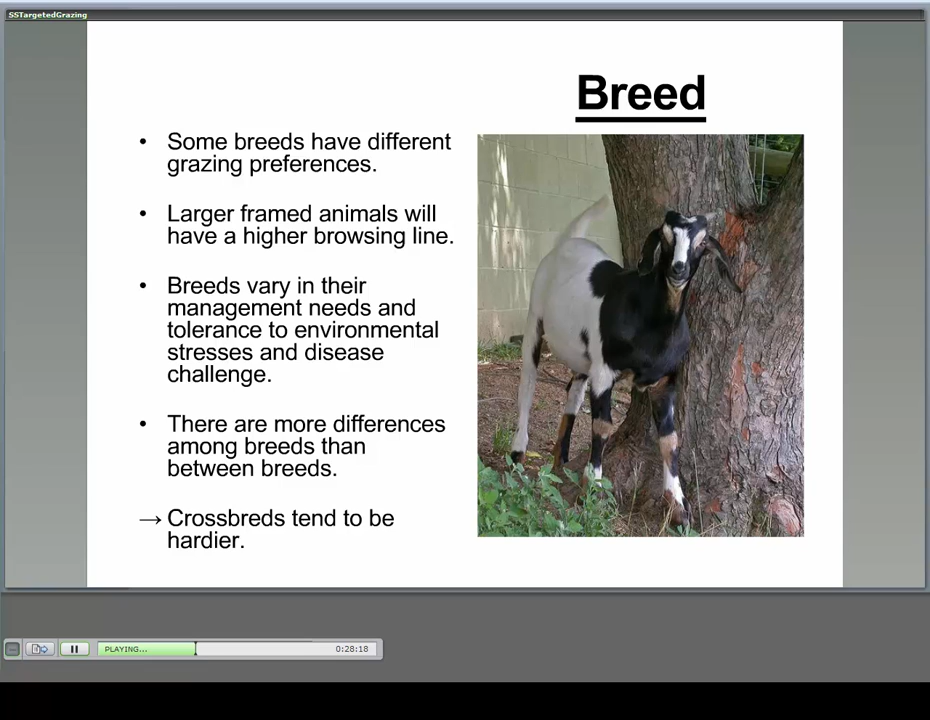 SSTargetedGrazing
Breed
• Some breeds have different
grazing preferences.
• Larger framed animals will
have a higher browsing line.
• Breeds vary in their
management needs and
tolerance to environmental
stresses and disease
challenge.
• There are more differences
among breeds than
between breeds.
→ Crossbreds tend to be
hardier.
PLAYING... 0:28:18